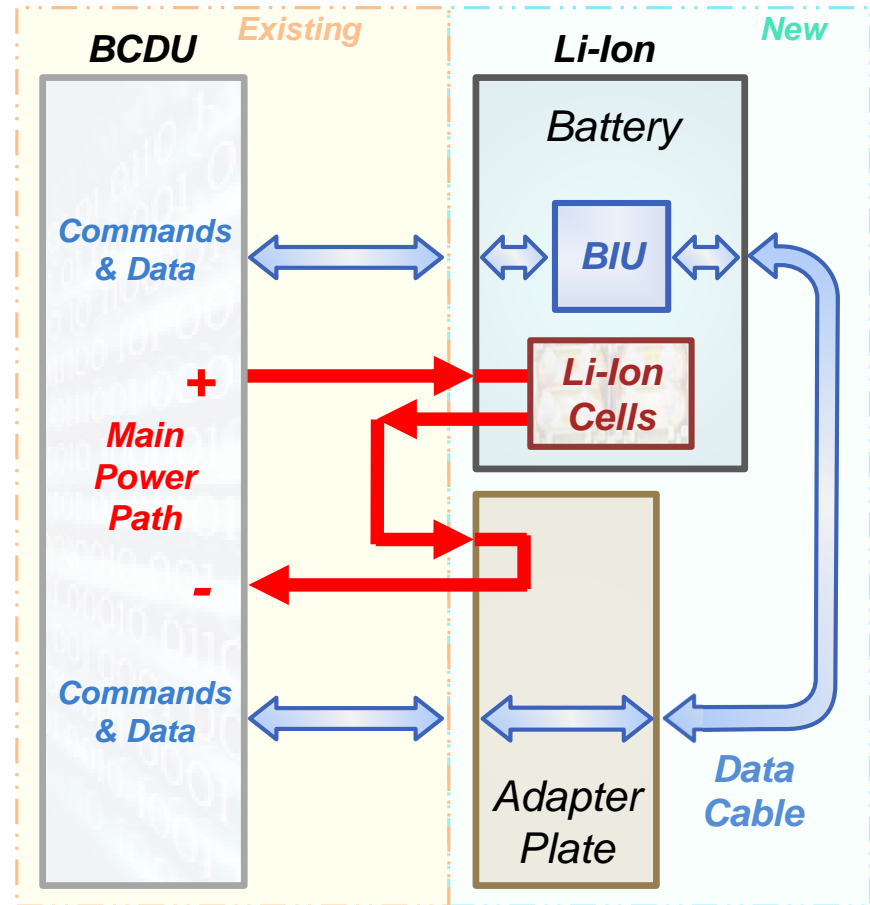 Existing
New
BCDU
Li-Ion
Battery
Commands
& Data
BIU
+
Li-Ion
Cells
Main
Power
Path
-
Commands
& Data
Data
Cable
Adapter
Plate